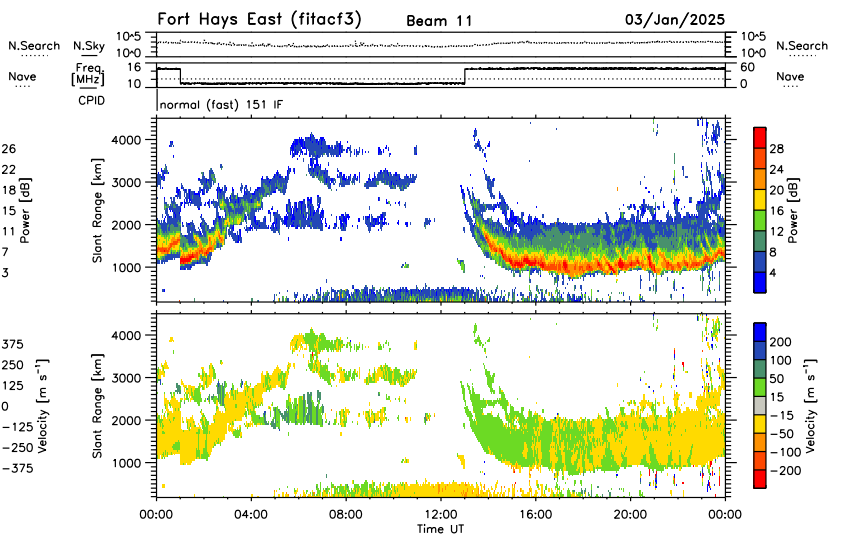 Fort Hays East (fitacf3) Beam 11 03/Jan/2025
N.Search N.Sky 10^5 10^0 10^5 10^0 N.Search
Nave Freq. [MHz] 16 10 60 0 Nave
CPID normal (fast) 151 IF
26 22 18 15 11 7 3
Power [dB]
Slant Range [km]
4000 3000 2000 1000
28 24 20 16 12 8 4
Power [dB]
375 250 125 0 −125 −250 −375
Velocity [m s⁻¹]
Slant Range [km]
4000 3000 2000 1000
200 100 50 15 −15 −50 −100 −200
Velocity [m s⁻¹]
00:00 04:00 08:00 12:00 16:00 20:00 00:00
Time UT